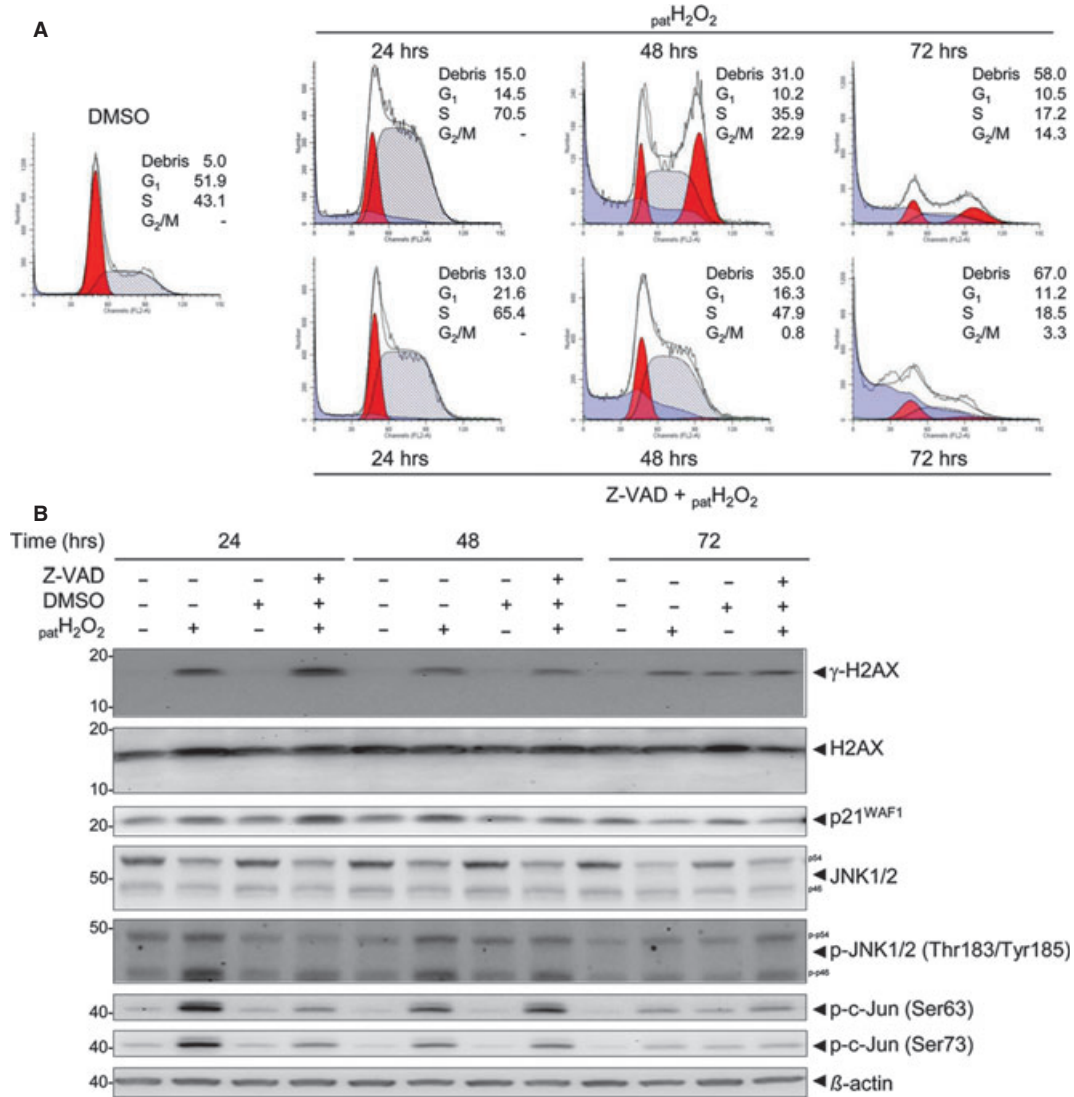 A
patH2O2
24 hrs
48 hrs
72 hrs
DMSO
Debris 5.0
G1 51.9
S 43.1
G2/M -
Debris 15.0
G1 14.5
S 70.5
G2/M -
Debris 31.0
G1 10.2
S 35.9
G2/M 22.9
Debris 58.0
G1 10.5
S 17.2
G2/M 14.3
Number
Channels (FL2-A)
Debris 13.0
G1 21.6
S 65.4
G2/M -
Debris 35.0
G1 16.3
S 47.9
G2/M 0.8
Debris 67.0
G1 11.2
S 18.5
G2/M 3.3
24 hrs
48 hrs
72 hrs
Z-VAD + patH2O2
B
Time (hrs) 24 48 72
Z-VAD - - - + - - - + - - - +
DMSO - - + + - - + + - - + +
patH2O2 - + - + - + - + - + - +
20
10
◄ γ-H2AX
20
10
◄ H2AX
20
◄ p21WAF1
50
p54
p46
◄ JNK1/2
50
p-p54
p-p46
◄ p-JNK1/2 (Thr183/Tyr185)
40
◄ p-c-Jun (Ser63)
40
◄ p-c-Jun (Ser73)
40
◄ ß-actin